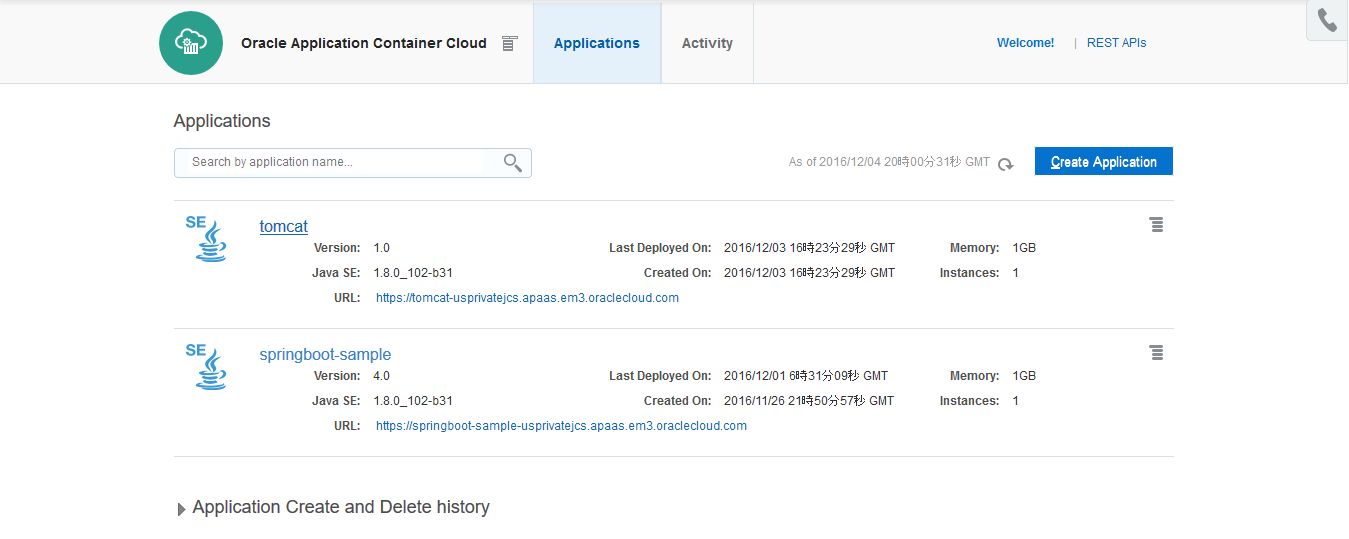 Oracle Application Container Cloud Applications Activity Welcome! | REST APIs
Applications
Search by application name... As of 2016/12/04 20時00分31秒 GMT Create Application
SE tomcat
Version: 1.0 Last Deployed On: 2016/12/03 16時23分29秒 GMT Memory: 1GB
Java SE: 1.8.0_102-b31 Created On: 2016/12/03 16時23分29秒 GMT Instances: 1
URL: https://tomcat-usprivatejcs.apaas.em3.oraclecloud.com
SE springboot-sample
Version: 4.0 Last Deployed On: 2016/12/01 6時31分09秒 GMT Memory: 1GB
Java SE: 1.8.0_102-b31 Created On: 2016/11/26 21時50分57秒 GMT Instances: 1
URL: https://springboot-sample-usprivatejcs.apaas.em3.oraclecloud.com
Application Create and Delete history